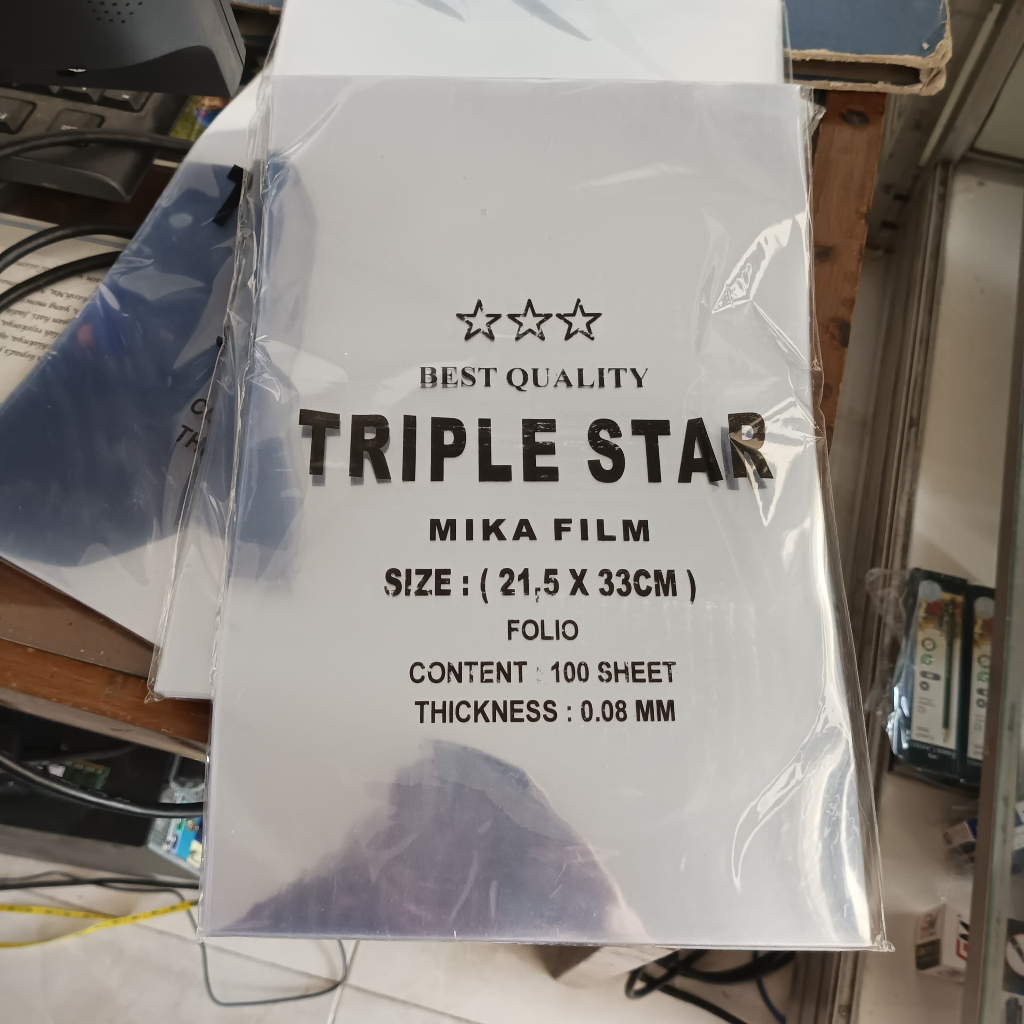 BEST QUALITY
TRIPLE STAR
MIKA FILM
SIZE : ( 21,5 X 33CM )
FOLIO
CONTENT : 100 SHEET
THICKNESS : 0.08 MM